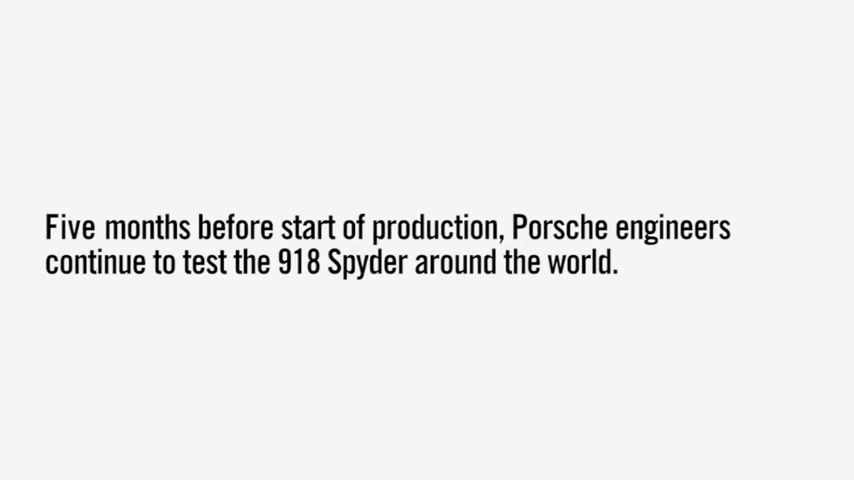 Five months before start of production, Porsche engineers
continue to test the 918 Spyder around the world.